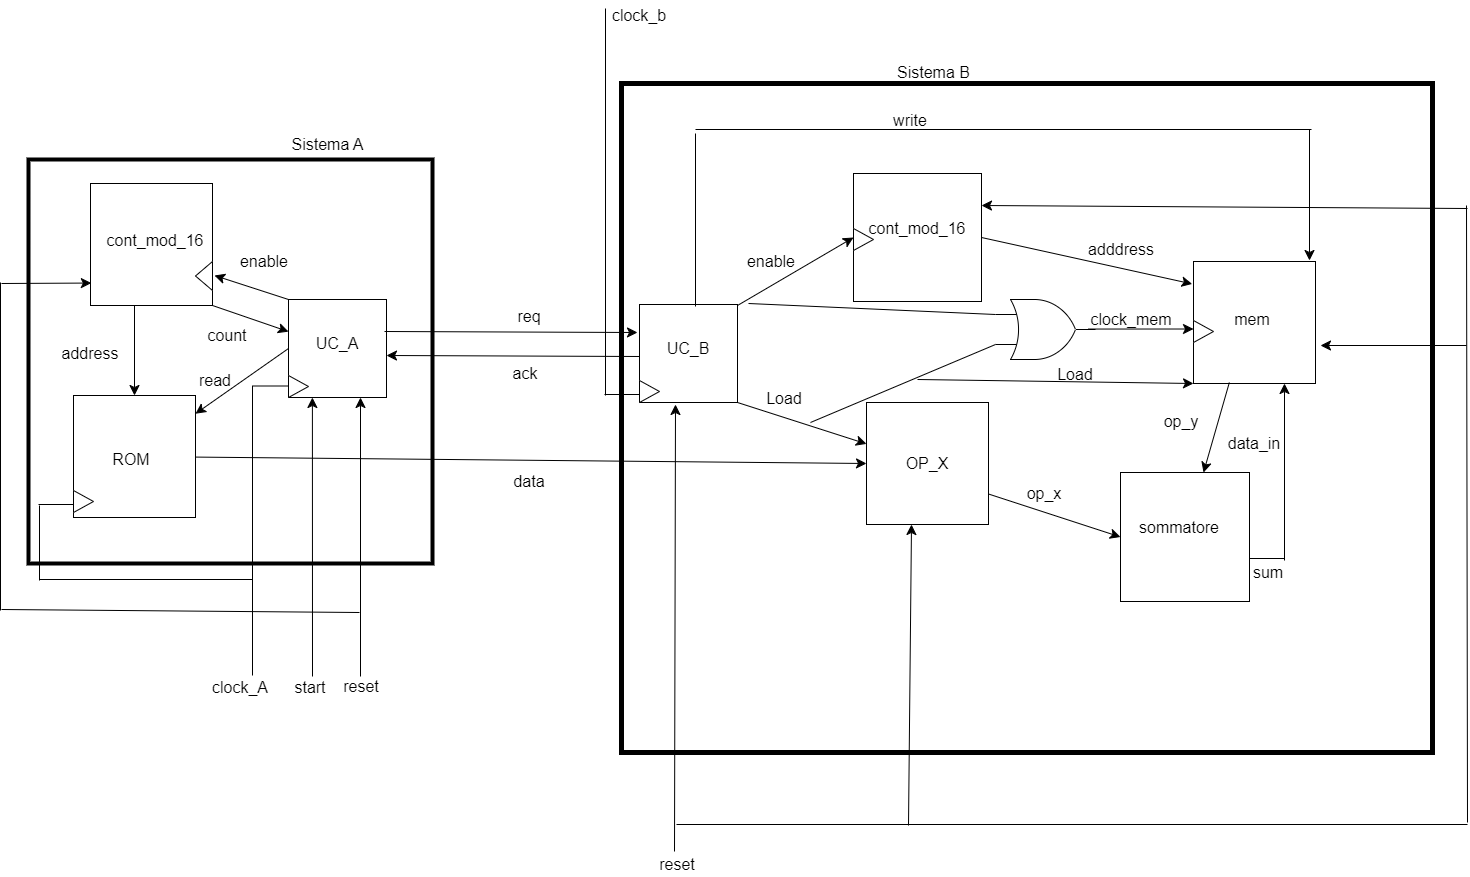 clock_b
Sistema B
write
Sistema A
cont_mod_16
cont_mod_16
enable
adddress
enable
req
clock_mem
mem
count
UC_A
UC_B
address
ack
read
Load
Load
op_y
data_in
ROM
OP_X
data
op_x
sommatore
sum
clock_A
start
reset
reset